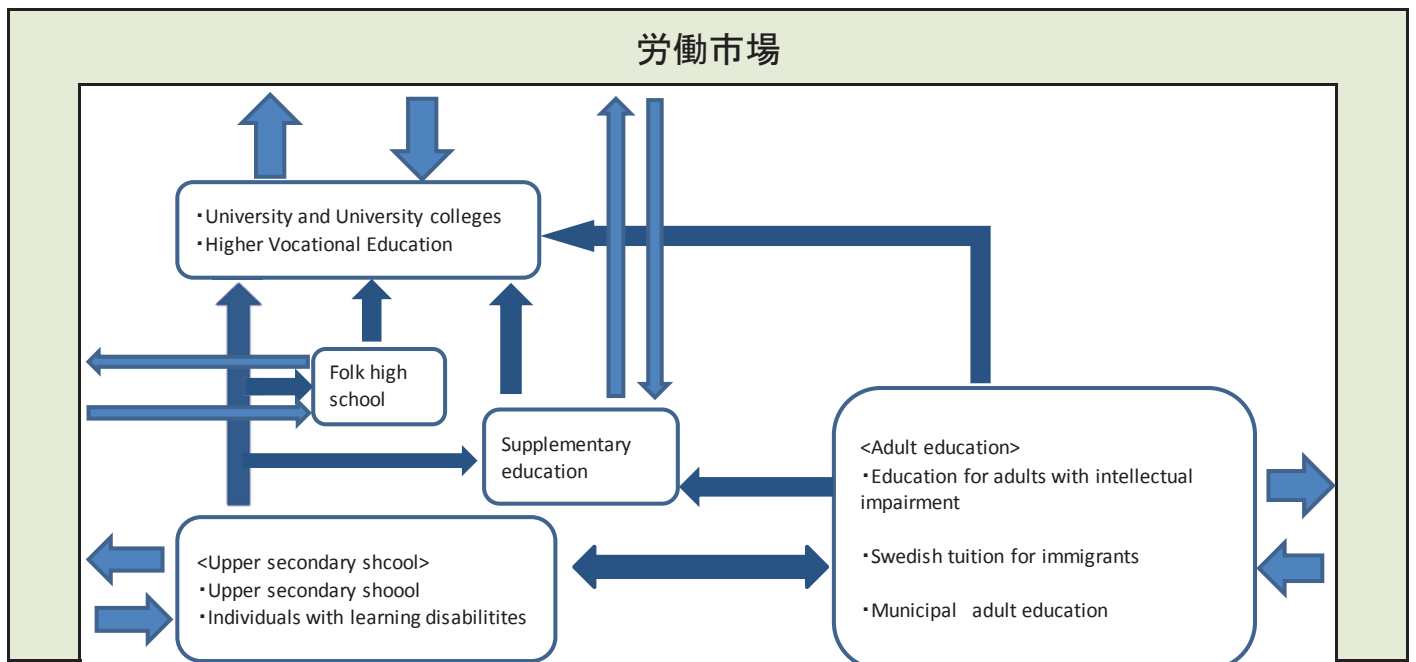 労働市場
・University and University colleges
・Higher Vocational Education
Folk high
school
Supplementary
education
<Adult education>
・Education for adults with intellectual
impairment
・Swedish tuition for immigrants
・Municipal adult education
<Upper secondary shcool>
・Upper secondary shoool
・Individuals with learning disabilitites